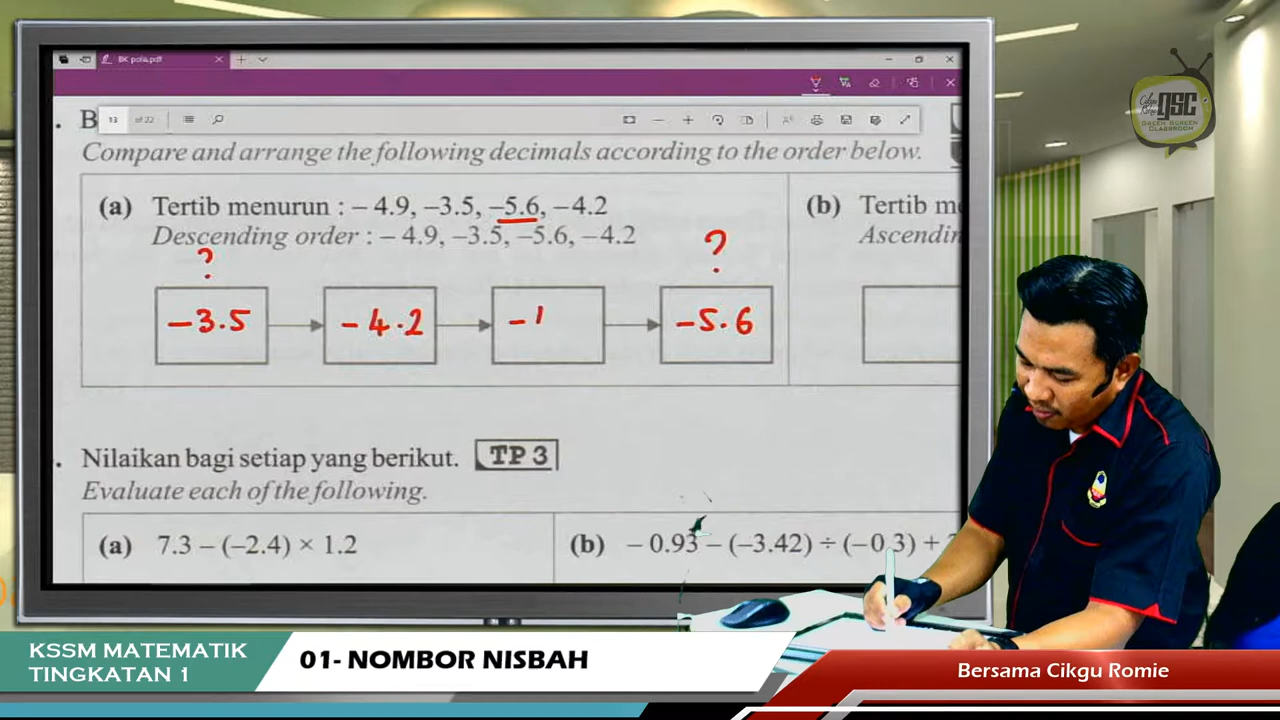 BK pola.pdf
13 of 22
B
Compare and arrange the following decimals according to the order below.
(a) Tertib menurun : – 4.9, –3.5, –5.6, –4.2
Descending order : – 4.9, –3.5, –5.6, –4.2
(b) Tertib me
Ascendin
? ?
–3.5 –4.2 –1 –5.6
Nilaikan bagi setiap yang berikut. TP 3
Evaluate each of the following.
(a) 7.3 – (–2.4) × 1.2
(b) – 0.93 – (–3.42) ÷ (–0.3) +
Cikgu Romie GSC
GREEN SCREEN
CLASSROOM
KSSM MATEMATIK
TINGKATAN 1
01- NOMBOR NISBAH
Bersama Cikgu Romie